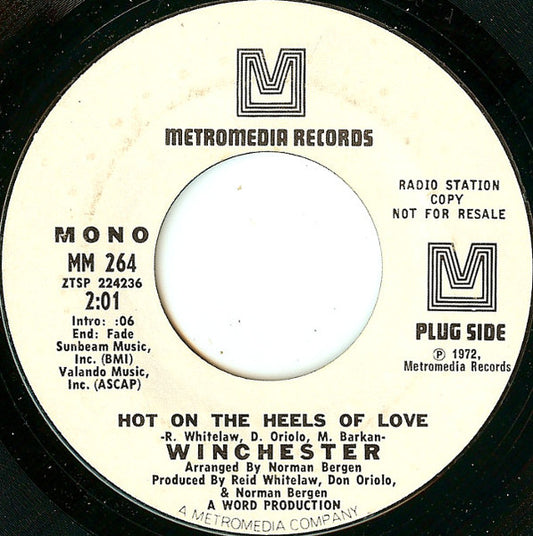 METROMEDIA RECORDS
RADIO STATION
COPY
NOT FOR RESALE
MONO
MM 264
ZTSP 224236
2:01
Intro: :06
End: Fade
Sunbeam Music,
Inc. (BMI)
Valando Music,
Inc. (ASCAP)
PLUG SIDE
Ⓟ 1972,
Metromedia Records
HOT ON THE HEELS OF LOVE
-R. Whitelaw, D. Oriolo, M. Barkan-
WINCHESTER
Arranged By Norman Bergen
Produced By Reid Whitelaw, Don Oriolo,
& Norman Bergen
A WORD PRODUCTION
A METROMEDIA COMPANY